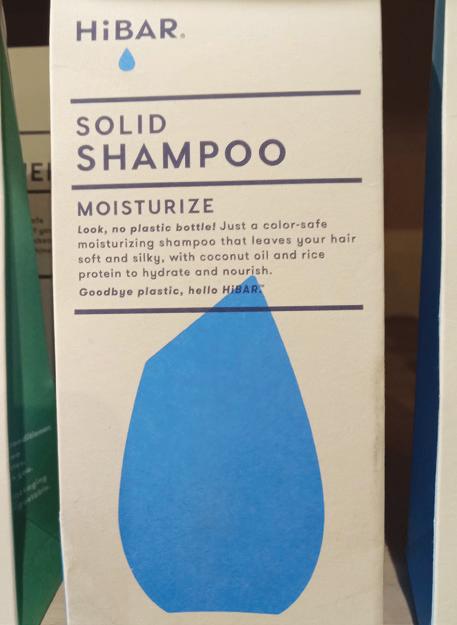 HiBAR®
SOLID
SHAMPOO
MOISTURIZE
Look, no plastic bottle! Just a color-safe
moisturizing shampoo that leaves your hair
soft and silky, with coconut oil and rice
protein to hydrate and nourish.
Goodbye plastic, hello HiBAR.™